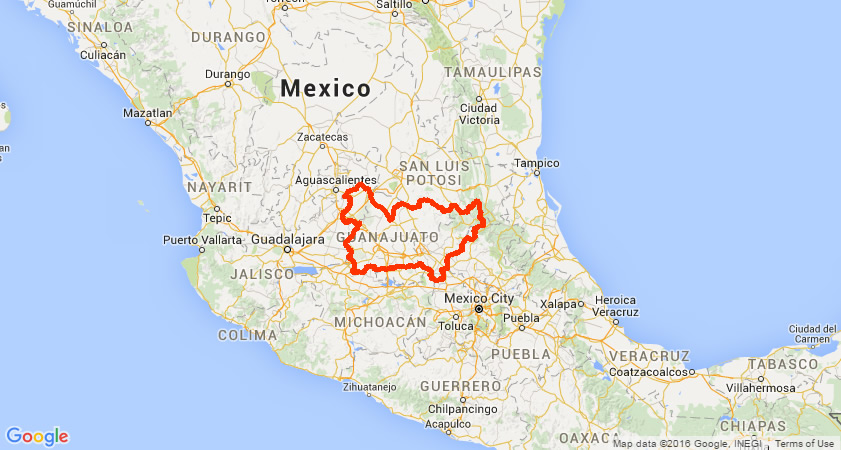 Guamúchil
Torreón
Saltillo
SINALOA
Culiacán
DURANGO
Durango
TAMAULIPAS
Mexico
Ciudad
Victoria
Mazatlan
Zacatecas
SAN LUIS
POTOSI
Tampico
Aguascalientes
NAYARIT
Tepic
GUANAJUATO
Puerto Vallarta
Guadalajara
JALISCO
Mexico City
Xalapa
Heroica
Veracruz
MICHOACÁN
Toluca
Puebla
COLIMA
Ciudad del
Carmen
PUEBLA
VERACRUZ
Coatzacoalcos
TABASCO
Villahermosa
Zihuatanejo
GUERRERO
Chilpancingo
Acapulco
CHIAPAS
OAXACA
Google
Map data ©2016 Google, INEGI
Terms of Use